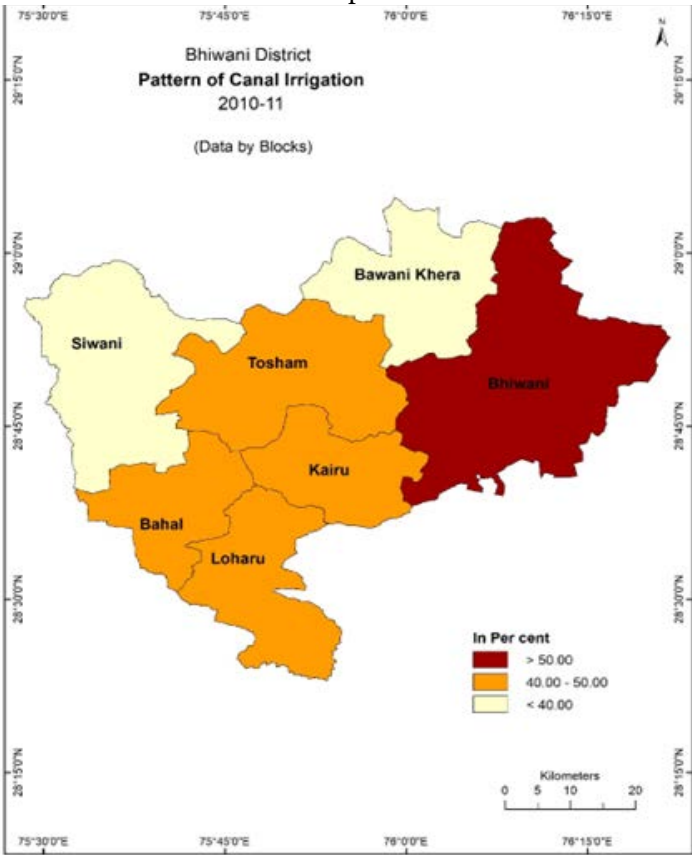 75°30'0"E 75°45'0"E 76°0'0"E 76°15'0"E
N
Bhiwani District
Pattern of Canal Irrigation
2010-11
(Data by Blocks)
29°15'0"N 29°15'0"N
29°0'0"N 29°0'0"N
Bawani Khera
Siwani
Tosham
Bhiwani
28°45'0"N 28°45'0"N
Kairu
Bahal
Loharu
28°30'0"N 28°30'0"N
In Per cent
> 50.00
40.00 - 50.00
< 40.00
28°15'0"N 28°15'0"N
Kilometers
0 5 10 20
75°30'0"E 75°45'0"E 76°0'0"E 76°15'0"E